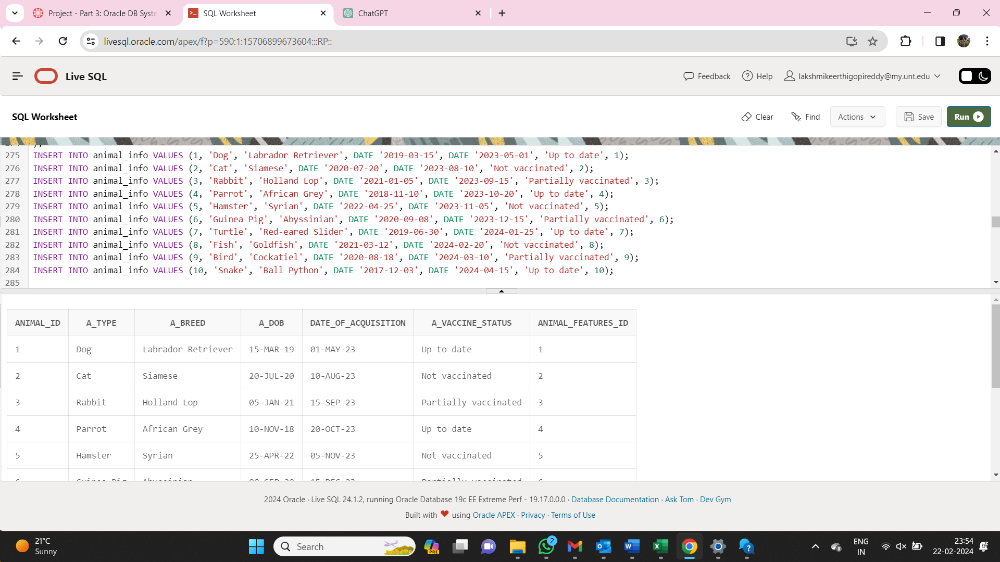 Project - Part 3: Oracle DB Syste
SQL Worksheet
ChatGPT
livesql.oracle.com/apex/f?p=590:1:15706899673604:::RP::
Live SQL
Feedback
Help
lakshmikeerthigopireddy@my.unt.edu
SQL Worksheet
Clear
Find
Actions
Save
Run
275 INSERT INTO animal_info VALUES (1, 'Dog', 'Labrador Retriever', DATE '2019-03-15', DATE '2023-05-01', 'Up to date', 1);
276 INSERT INTO animal_info VALUES (2, 'Cat', 'Siamese', DATE '2020-07-20', DATE '2023-08-10', 'Not vaccinated', 2);
277 INSERT INTO animal_info VALUES (3, 'Rabbit', 'Holland Lop', DATE '2021-01-05', DATE '2023-09-15', 'Partially vaccinated', 3);
278 INSERT INTO animal_info VALUES (4, 'Parrot', 'African Grey', DATE '2018-11-10', DATE '2023-10-20', 'Up to date', 4);
279 INSERT INTO animal_info VALUES (5, 'Hamster', 'Syrian', DATE '2022-04-25', DATE '2023-11-05', 'Not vaccinated', 5);
280 INSERT INTO animal_info VALUES (6, 'Guinea Pig', 'Abyssinian', DATE '2020-09-08', DATE '2023-12-15', 'Partially vaccinated', 6);
281 INSERT INTO animal_info VALUES (7, 'Turtle', 'Red-eared Slider', DATE '2019-06-30', DATE '2024-01-25', 'Up to date', 7);
282 INSERT INTO animal_info VALUES (8, 'Fish', 'Goldfish', DATE '2021-03-12', DATE '2024-02-20', 'Not vaccinated', 8);
283 INSERT INTO animal_info VALUES (9, 'Bird', 'Cockatiel', DATE '2020-08-18', DATE '2024-03-10', 'Partially vaccinated', 9);
284 INSERT INTO animal_info VALUES (10, 'Snake', 'Ball Python', DATE '2017-12-03', DATE '2024-04-15', 'Up to date', 10);
285
ANIMAL_ID A_TYPE A_BREED A_DOB DATE_OF_ACQUISITION A_VACCINE_STATUS ANIMAL_FEATURES_ID
1 Dog Labrador Retriever 15-MAR-19 01-MAY-23 Up to date 1
2 Cat Siamese 20-JUL-20 10-AUG-23 Not vaccinated 2
3 Rabbit Holland Lop 05-JAN-21 15-SEP-23 Partially vaccinated 3
4 Parrot African Grey 10-NOV-18 20-OCT-23 Up to date 4
5 Hamster Syrian 25-APR-22 05-NOV-23 Not vaccinated 5
2024 Oracle · Live SQL 24.1.2, running Oracle Database 19c EE Extreme Perf - 19.17.0.0.0 · Database Documentation · Ask Tom · Dev Gym
Built with ❤ using Oracle APEX · Privacy · Terms of Use
21°C
Sunny
Search
PRE
2
ENG
IN
23:54
22-02-2024